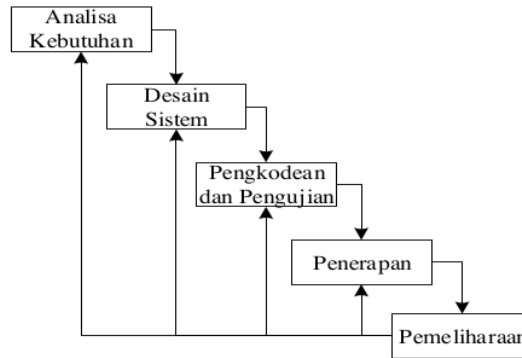 Analisa
Kebutuhan
Desain
Sistem
Pengkodean
dan Pengujian
Penerapan
Pemeliharaan